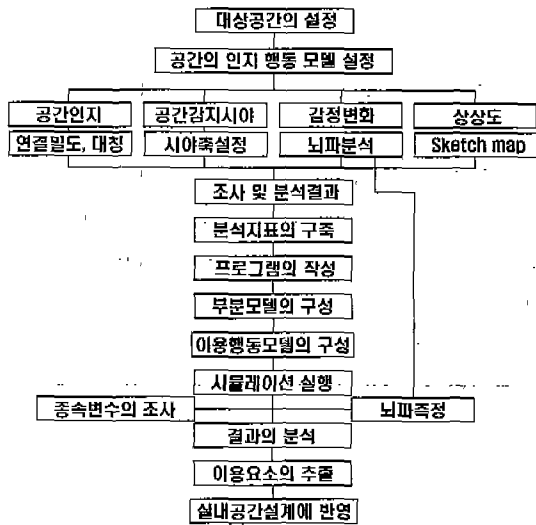 대상공간의 설정
공간의 인지 행동 모델 설정
공간인지 공간감지시야 감정변화 상상도
연결밀도, 대칭 시야축설정 뇌파분석 Sketch map
조사 및 분석결과
분석지표의 구축
프로그램의 작성
부분모델의 구성
이용행동모델의 구성
시뮬레이션 실행
종속변수의 조사 뇌파측정
결과의 분석
이용요소의 추출
실내공간설계에 반영